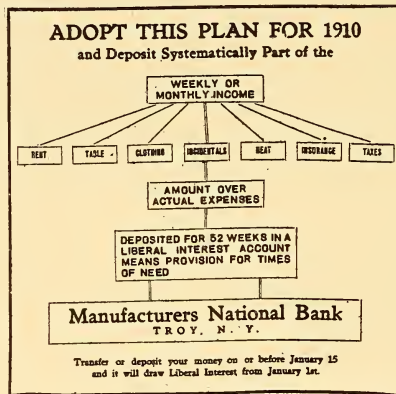 ADOPT THIS PLAN FOR 1910
and Deposit Systematically Part of the
WEEKLY OR
MONTHLY INCOME
RENT TABLE CLOTHING INCIDENTALS HEAT INSURANCE TAXES
AMOUNT OVER
ACTUAL EXPENSES
DEPOSITED FOR 52 WEEKS IN A
LIBERAL INTEREST ACCOUNT
MEANS PROVISION FOR TIMES
OF NEED
Manufacturers National Bank
TROY, N. Y.
Transfer or deposit your money on or before January 15
and it will draw Liberal Interest from January 1st.